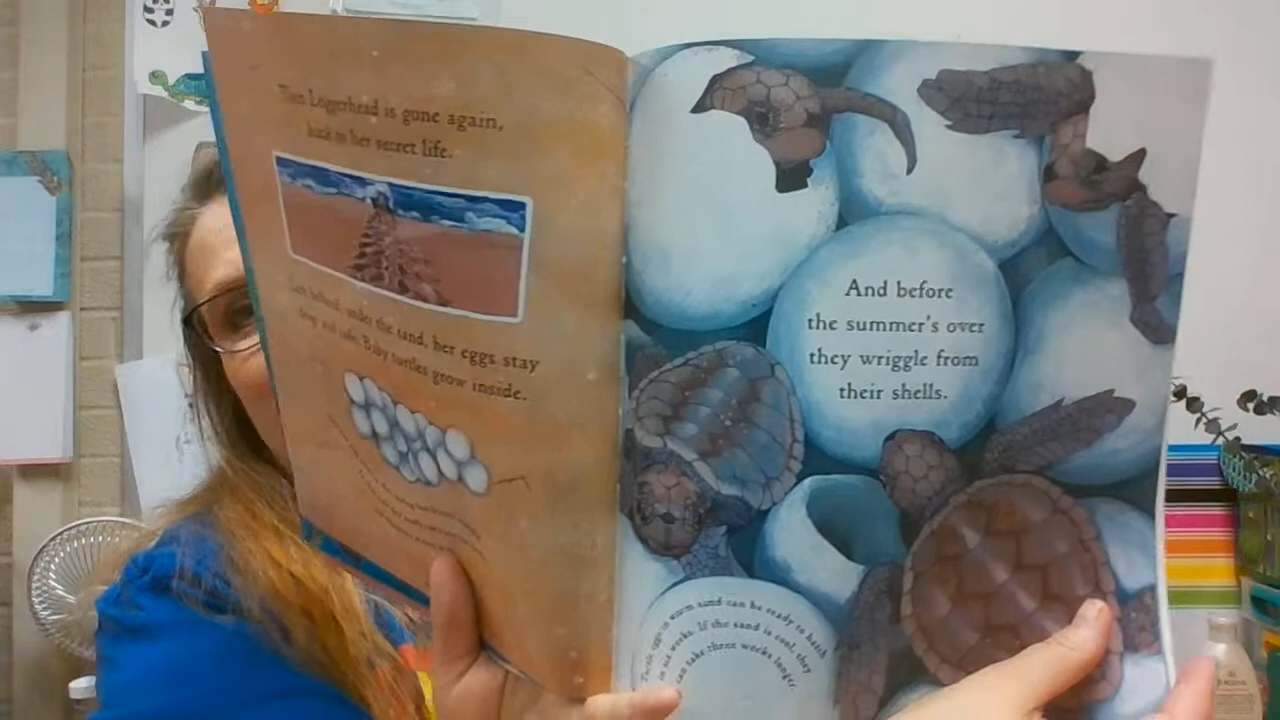 Then Loggerhead is gone again,
back to her secret life.
Left behind, under the sand, her eggs stay
deep and safe. Baby turtles grow inside.
And before
the summer's over
they wriggle from
their shells.
Turtle eggs in warm sand can be ready to hatch
in six weeks. If the sand is cool, they
can take three weeks longer.